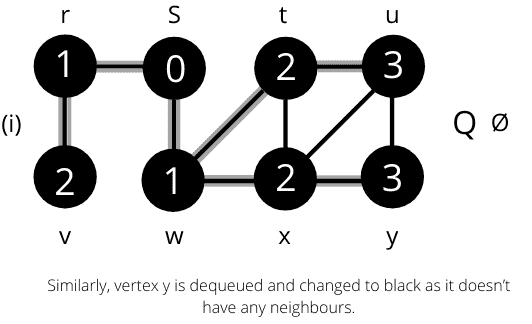 r S t u
1 0 2 3
(i) Q Ø
2 1 2 3
v w x y
Similarly, vertex y is dequeued and changed to black as it doesn't
have any neighbours.